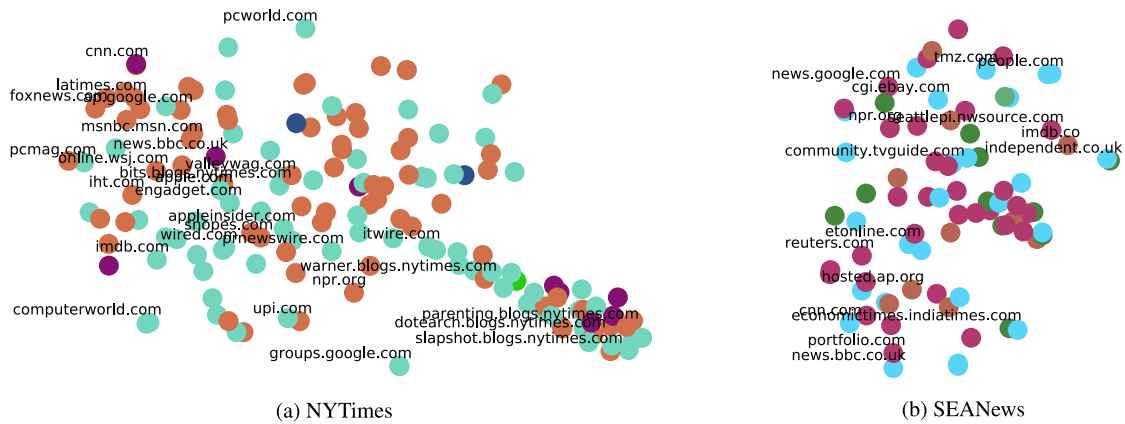 pcworld.com
cnn.com
latimes.com
ap.google.com
foxnews.com
msnbc.msn.com
news.bbc.co.uk
pcmag.com
online.wsj.com
valleywag.com
bits.blogs.nytimes.com
apple.com
iht.com
engadget.com
appleinsider.com
snopes.com
wired.com
prnewswire.com
itwire.com
imdb.com
warner.blogs.nytimes.com
npr.org
computerworld.com
upi.com
parenting.blogs.nytimes.com
dotearch.blogs.nytimes.com
slapshot.blogs.nytimes.com
groups.google.com
(a) NYTimes
tmz.com
people.com
news.google.com
cgi.ebay.com
npr.org
seattlepi.nwsource.com
imdb.co
community.tvguide.com
independent.co.uk
etonline.com
reuters.com
hosted.ap.org
cnn.com
economictimes.indiatimes.com
portfolio.com
news.bbc.co.uk
(b) SEANews